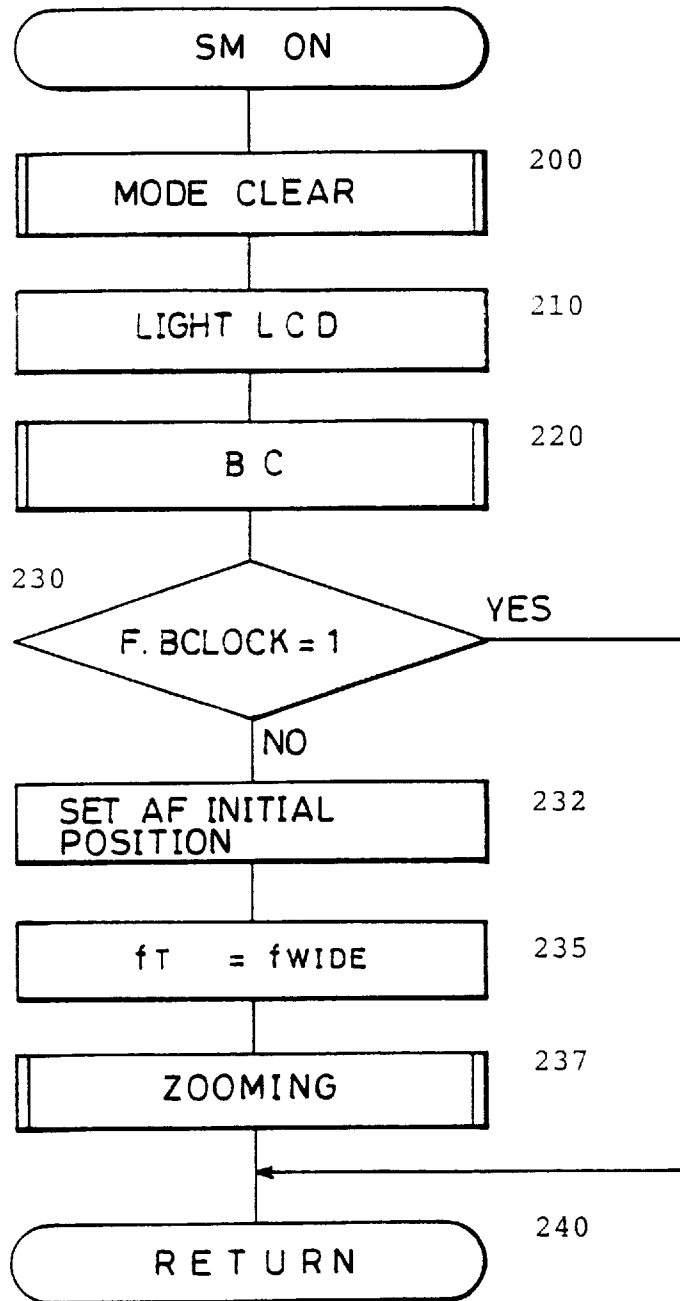 SM ON
MODE CLEAR
200
LIGHT LCD
210
BC
220
230
F. BCLOCK = 1
YES
NO
SET AF INITIAL
POSITION
232
fT = fWIDE
235
ZOOMING
237
RETURN
240